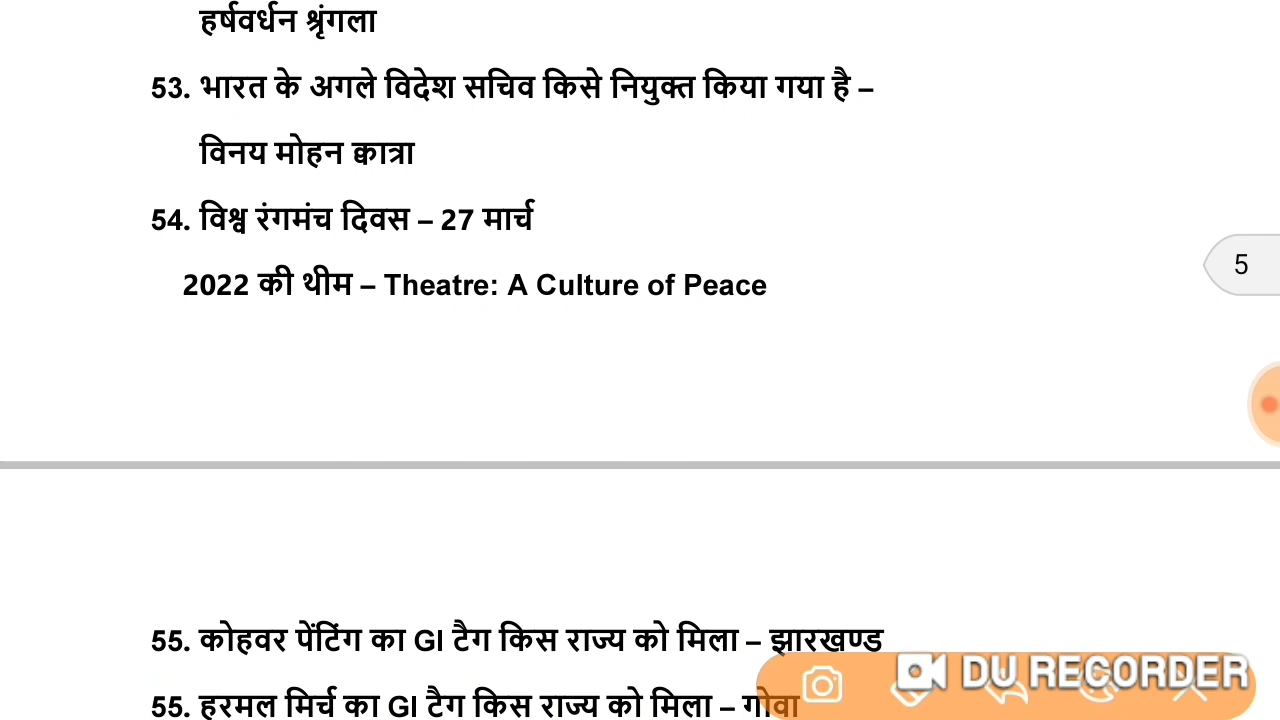 हर्षवर्धन श्रृंगला
53. भारत के अगले विदेश सचिव किसे नियुक्त किया गया है –
विनय मोहन क्वात्रा
54. विश्व रंगमंच दिवस – 27 मार्च
2022 की थीम – Theatre: A Culture of Peace
5
55. कोहवर पेंटिंग का GI टैग किस राज्य को मिला – झारखण्ड
DU RECORDER
55. हरमल मिर्च का GI टैग किस राज्य को मिला – गोवा